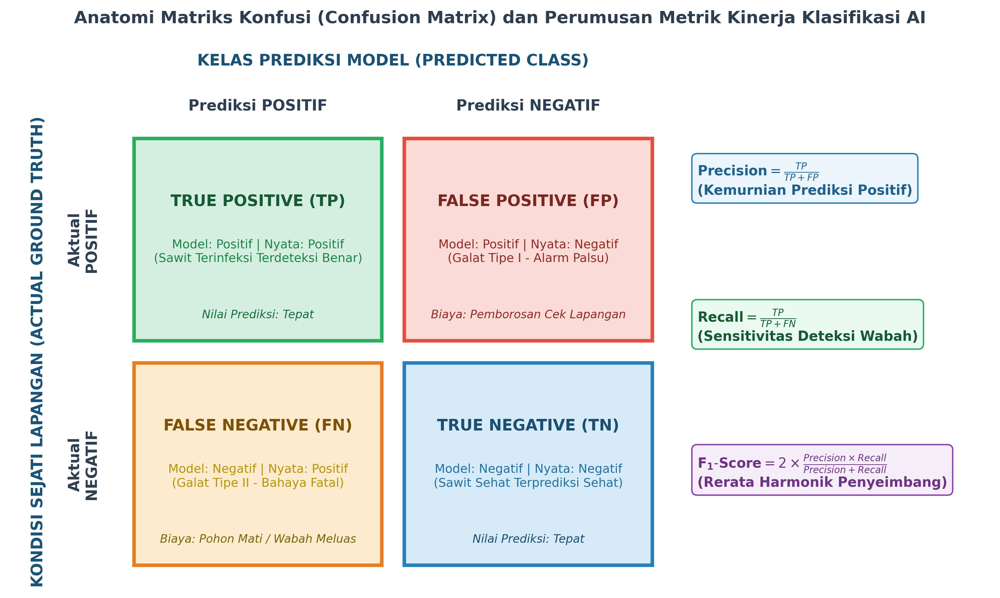 Anatomi Matriks Konfusi (Confusion Matrix) dan Perumusan Metrik Kinerja Klasifikasi AI
KELAS PREDIKSI MODEL (PREDICTED CLASS)
Prediksi POSITIF
Prediksi NEGATIF
KONDISI SEJATI LAPANGAN (ACTUAL GROUND TRUTH)
Aktual
POSITIF
TRUE POSITIVE (TP)
Model: Positif | Nyata: Positif
(Sawit Terinfeksi Terdeteksi Benar)
Nilai Prediksi: Tepat
FALSE POSITIVE (FP)
Model: Positif | Nyata: Negatif
(Galat Tipe I - Alarm Palsu)
Biaya: Pemborosan Cek Lapangan
Precision = TP / (TP + FP)
(Kemurnian Prediksi Positif)
Recall = TP / (TP + FN)
(Sensitivitas Deteksi Wabah)
Aktual
NEGATIF
FALSE NEGATIVE (FN)
Model: Negatif | Nyata: Positif
(Galat Tipe II - Bahaya Fatal)
Biaya: Pohon Mati / Wabah Meluas
TRUE NEGATIVE (TN)
Model: Negatif | Nyata: Negatif
(Sawit Sehat Terprediksi Sehat)
Nilai Prediksi: Tepat
F₁-Score = 2 × (Precision × Recall) / (Precision + Recall)
(Rerata Harmonik Penyeimbang)